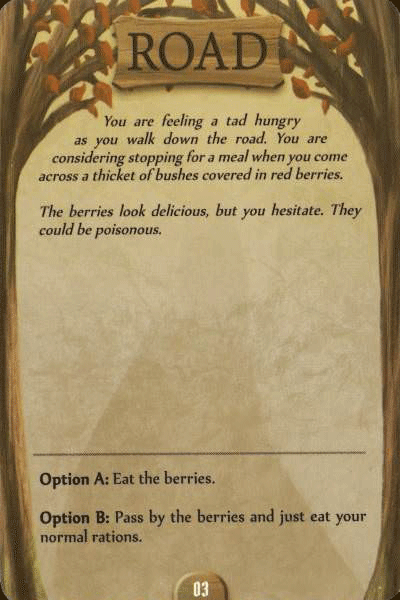 ROAD
You are feeling a tad hungry
as you walk down the road. You are
considering stopping for a meal when you come
across a thicket of bushes covered in red berries.
The berries look delicious, but you hesitate. They
could be poisonous.
Option A: Eat the berries.
Option B: Pass by the berries and just eat your
normal rations.
03